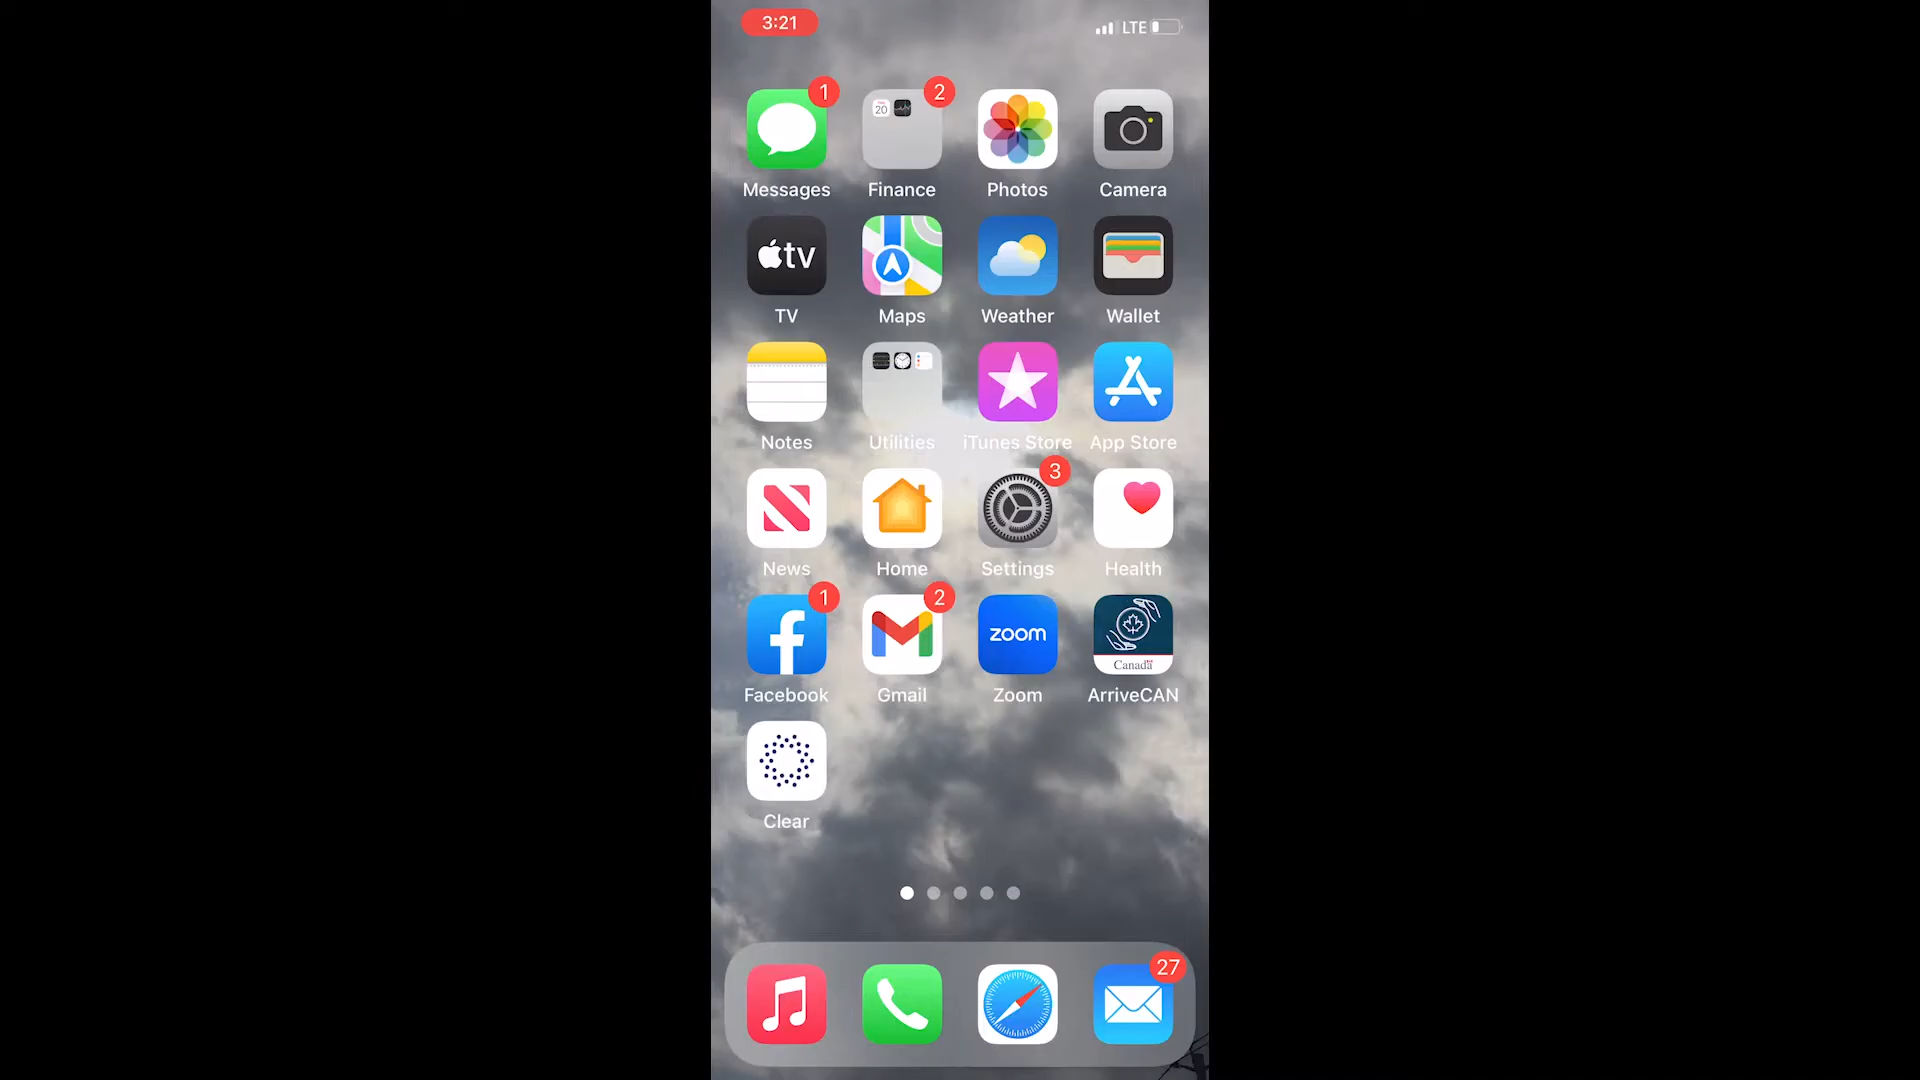 3:21
LTE
1
2
20
Messages
Finance
Photos
Camera
tv
TV
Maps
Weather
Wallet
Notes
Utilities
iTunes Store
App Store
3
News
Home
Settings
Health
1
2
zoom
Canada
Facebook
Gmail
Zoom
ArriveCAN
Clear
27